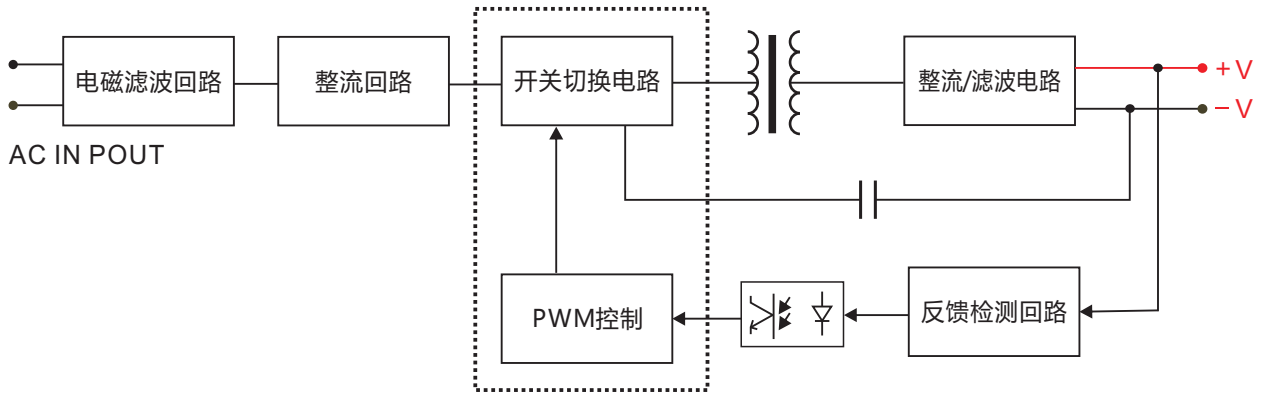 电磁滤波回路
整流回路
开关切换电路
整流/滤波电路
+V
−V
AC IN POUT
PWM控制
反馈检测回路